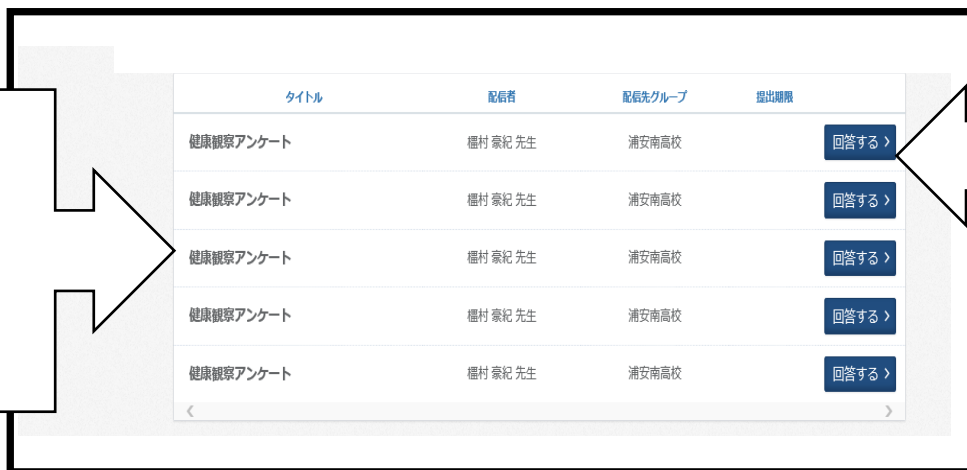 タイトル 配信者 配信先グループ 提出期限
健康観察アンケート 橿村 豪紀 先生 浦安南高校 回答する
健康観察アンケート 橿村 豪紀 先生 浦安南高校 回答する
健康観察アンケート 橿村 豪紀 先生 浦安南高校 回答する
健康観察アンケート 橿村 豪紀 先生 浦安南高校 回答する
健康観察アンケート 橿村 豪紀 先生 浦安南高校 回答する